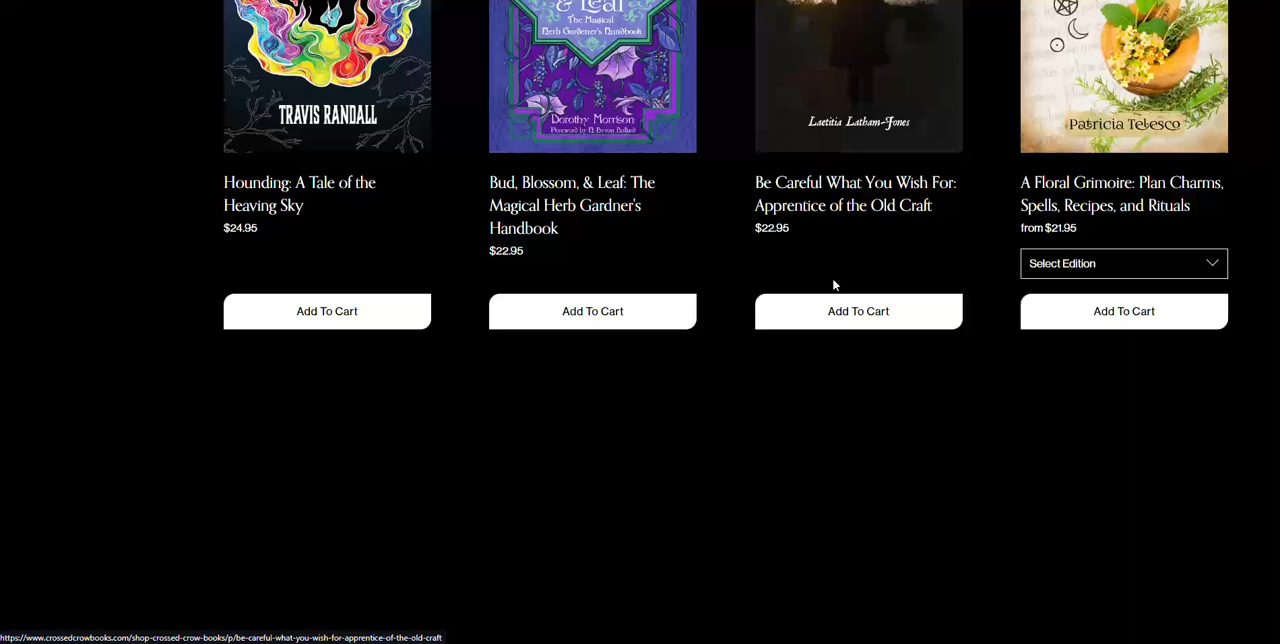 & Leaf
The Magical
Herb Gardener's Handbook
TRAVIS RANDALL
Dorothy Morrison
Foreword by H. Byron Ballard
Laetitia Latham-Jones
Patricia Telesco
Hounding: A Tale of the
Heaving Sky
$24.95
Add To Cart
Bud, Blossom, & Leaf: The
Magical Herb Gardner's
Handbook
$22.95
Add To Cart
Be Careful What You Wish For:
Apprentice of the Old Craft
$22.95
Add To Cart
A Floral Grimoire: Plan Charms,
Spells, Recipes, and Rituals
from $21.95
Select Edition
Add To Cart
https://www.crossedcrowbooks.com/shop-crossed-crow-books/p/be-careful-what-you-wish-for-apprentice-of-the-old-craft